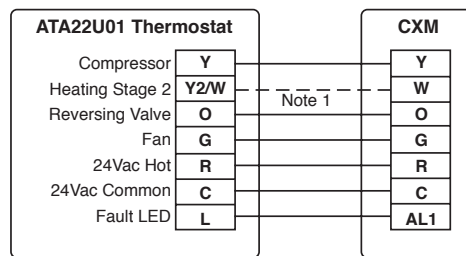 ATA22U01 Thermostat CXM
Compressor Y Y
Heating Stage 2 Y2/W Note 1 W
Reversing Valve O O
Fan G G
24Vac Hot R R
24Vac Common C C
Fault LED L AL1